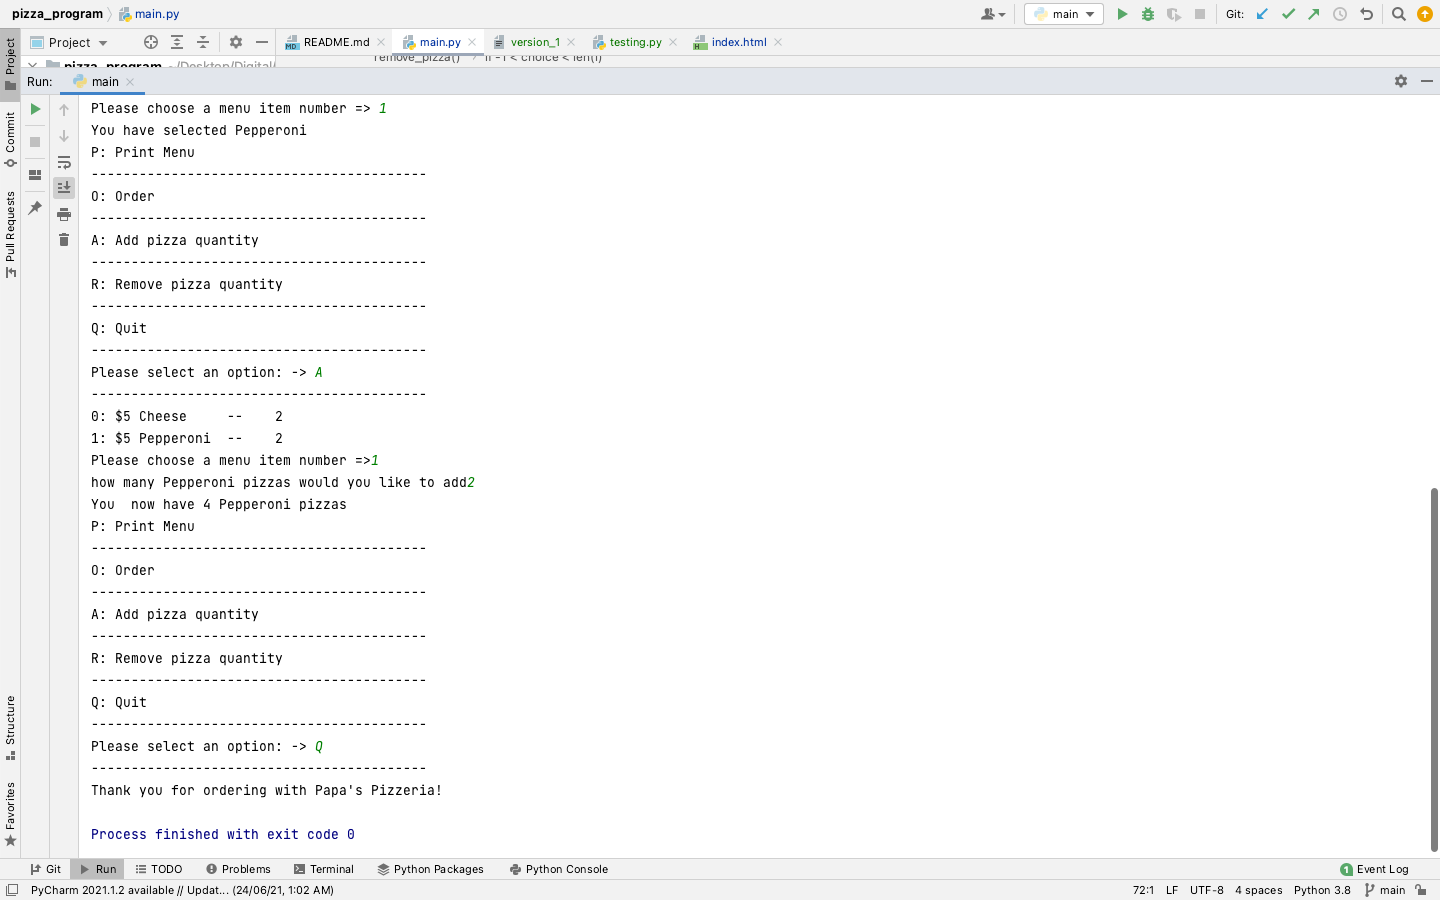 pizza_program main.py
main
Git:
Project
README.md
main.py
version_1
testing.py
index.html
pizza_program ~/Desktop/Digital/
remove_pizza() if -1 < choice < len(l)
Run: main
Please choose a menu item number => 1
You have selected Pepperoni
P: Print Menu
------------------------------------------
O: Order
------------------------------------------
A: Add pizza quantity
------------------------------------------
R: Remove pizza quantity
------------------------------------------
Q: Quit
------------------------------------------
Please select an option: -> A
------------------------------------------
0: $5 Cheese     --    2
1: $5 Pepperoni  --    2
Please choose a menu item number =>1
how many Pepperoni pizzas would you like to add2
You  now have 4 Pepperoni pizzas
P: Print Menu
------------------------------------------
O: Order
------------------------------------------
A: Add pizza quantity
------------------------------------------
R: Remove pizza quantity
------------------------------------------
Q: Quit
------------------------------------------
Please select an option: -> Q
------------------------------------------
Thank you for ordering with Papa's Pizzeria!
Process finished with exit code 0
Project
Commit
Pull Requests
Structure
Favorites
Git
Run
TODO
Problems
Terminal
Python Packages
Python Console
1 Event Log
PyCharm 2021.1.2 available // Updat... (24/06/21, 1:02 AM)
72:1 LF UTF-8 4 spaces Python 3.8 main